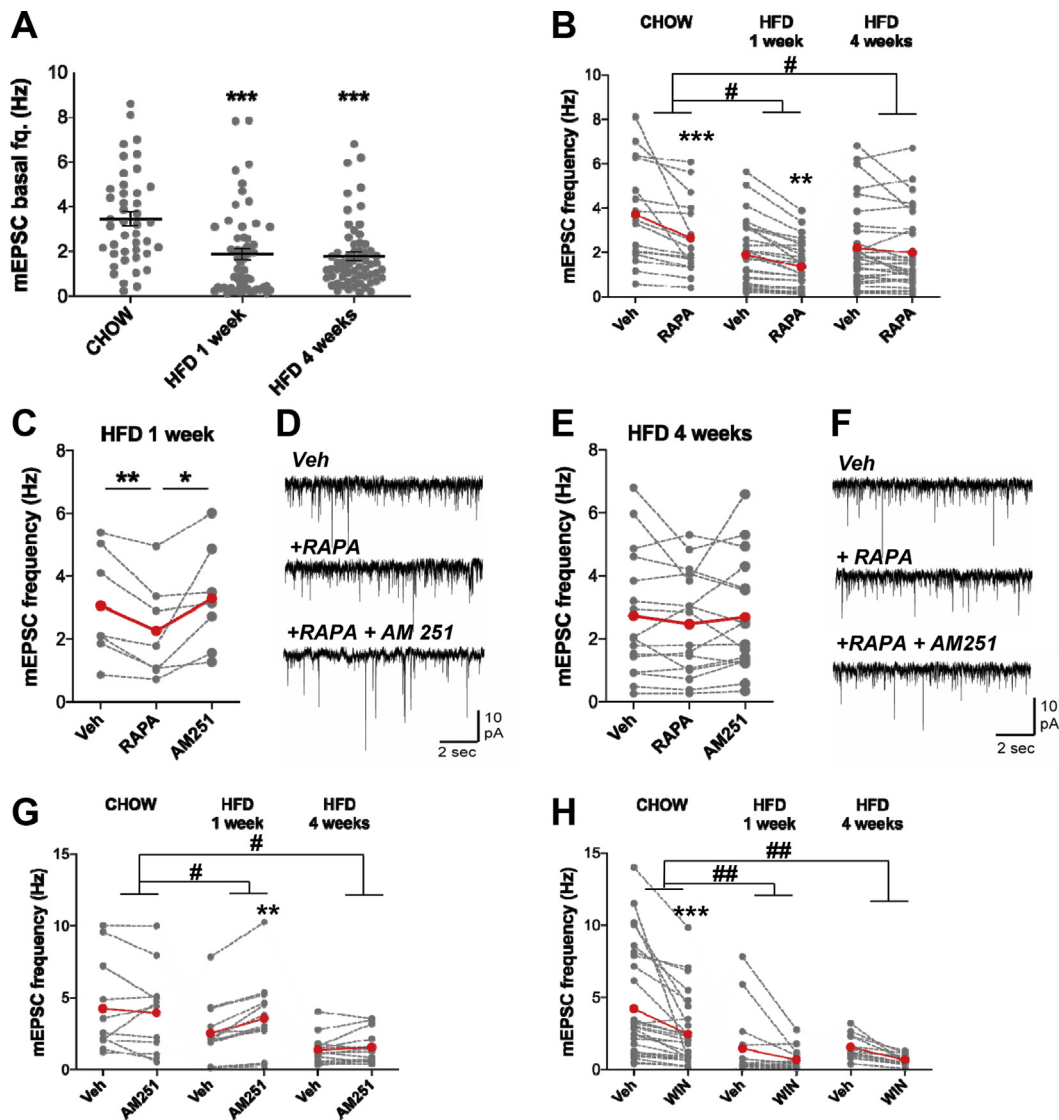 A
mEPSC basal fq. (Hz)
10
8
6
4
2
0
***
***
CHOW
HFD 1 week
HFD 4 weeks
B
CHOW
HFD
1 week
HFD
4 weeks
mEPSC frequency (Hz)
10
8
6
4
2
0
#
#
***
**
Veh
RAPA
Veh
RAPA
Veh
RAPA
C
HFD 1 week
mEPSC frequency (Hz)
8
6
4
2
0
**
*
Veh
RAPA
AM251
D
Veh
+RAPA
+RAPA + AM 251
10
pA
2 sec
E
HFD 4 weeks
mEPSC frequency (Hz)
8
6
4
2
0
Veh
RAPA
AM251
F
Veh
+ RAPA
+RAPA + AM251
10
pA
2 sec
G
CHOW
HFD
1 week
HFD
4 weeks
mEPSC frequency (Hz)
15
10
5
0
#
#
**
Veh
AM251
Veh
AM251
Veh
AM251
H
CHOW
HFD
1 week
HFD
4 weeks
mEPSC frequency (Hz)
15
10
5
0
##
##
***
Veh
WIN
Veh
WIN
Veh
WIN